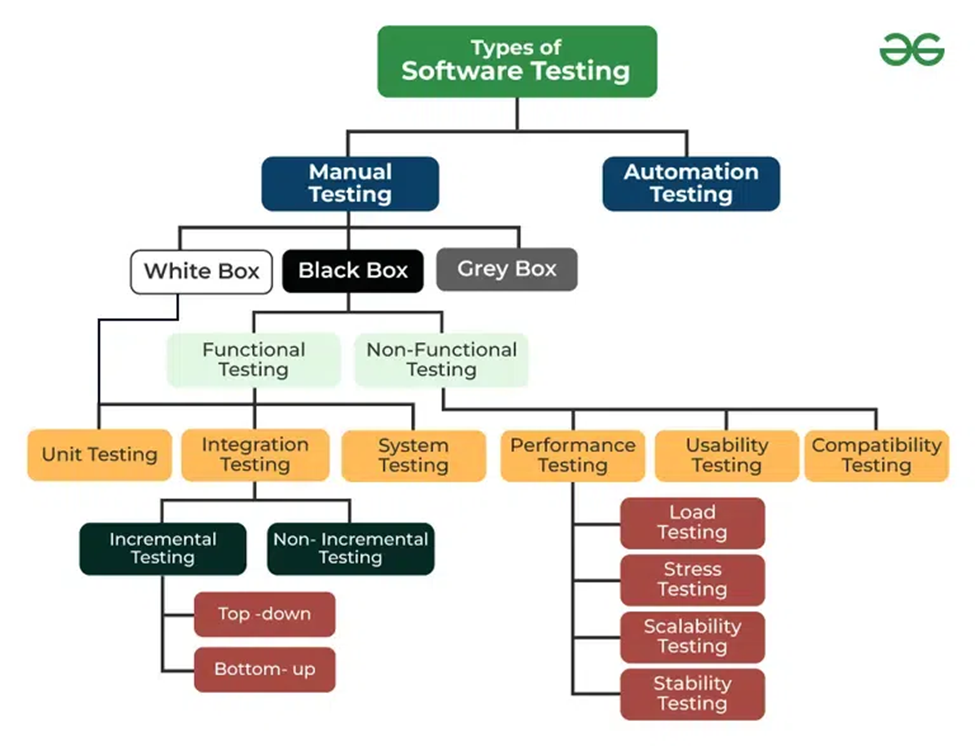 Types of
Software Testing
Manual
Testing
Automation
Testing
White Box
Black Box
Grey Box
Functional
Testing
Non-Functional
Testing
Unit Testing
Integration
Testing
System
Testing
Performance
Testing
Usability
Testing
Compatibility
Testing
Incremental
Testing
Non- Incremental
Testing
Load
Testing
Stress
Testing
Top -down
Scalability
Testing
Bottom- up
Stability
Testing